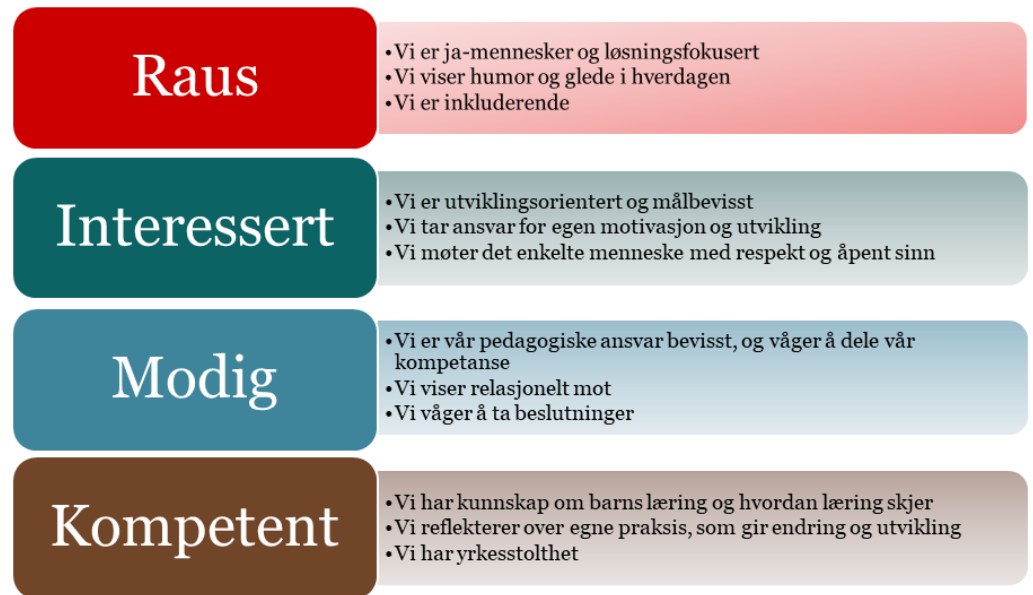 Raus
•Vi er ja-mennesker og løsningsfokusert
•Vi viser humor og glede i hverdagen
•Vi er inkluderende
Interessert
•Vi er utviklingsorientert og målbevisst
•Vi tar ansvar for egen motivasjon og utvikling
•Vi møter det enkelte menneske med respekt og åpent sinn
Modig
•Vi er vår pedagogiske ansvar bevisst, og våger å dele vår
kompetanse
•Vi viser relasjonelt mot
•Vi våger å ta beslutninger
Kompetent
•Vi har kunnskap om barns læring og hvordan læring skjer
•Vi reflekterer over egne praksis, som gir endring og utvikling
•Vi har yrkesstolthet